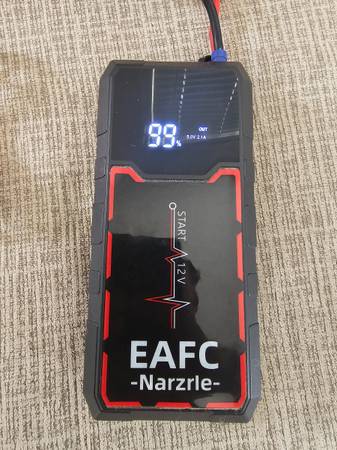 OUT
99%
5.0V 2.1A
START
12V
EAFC
-Narzrle-